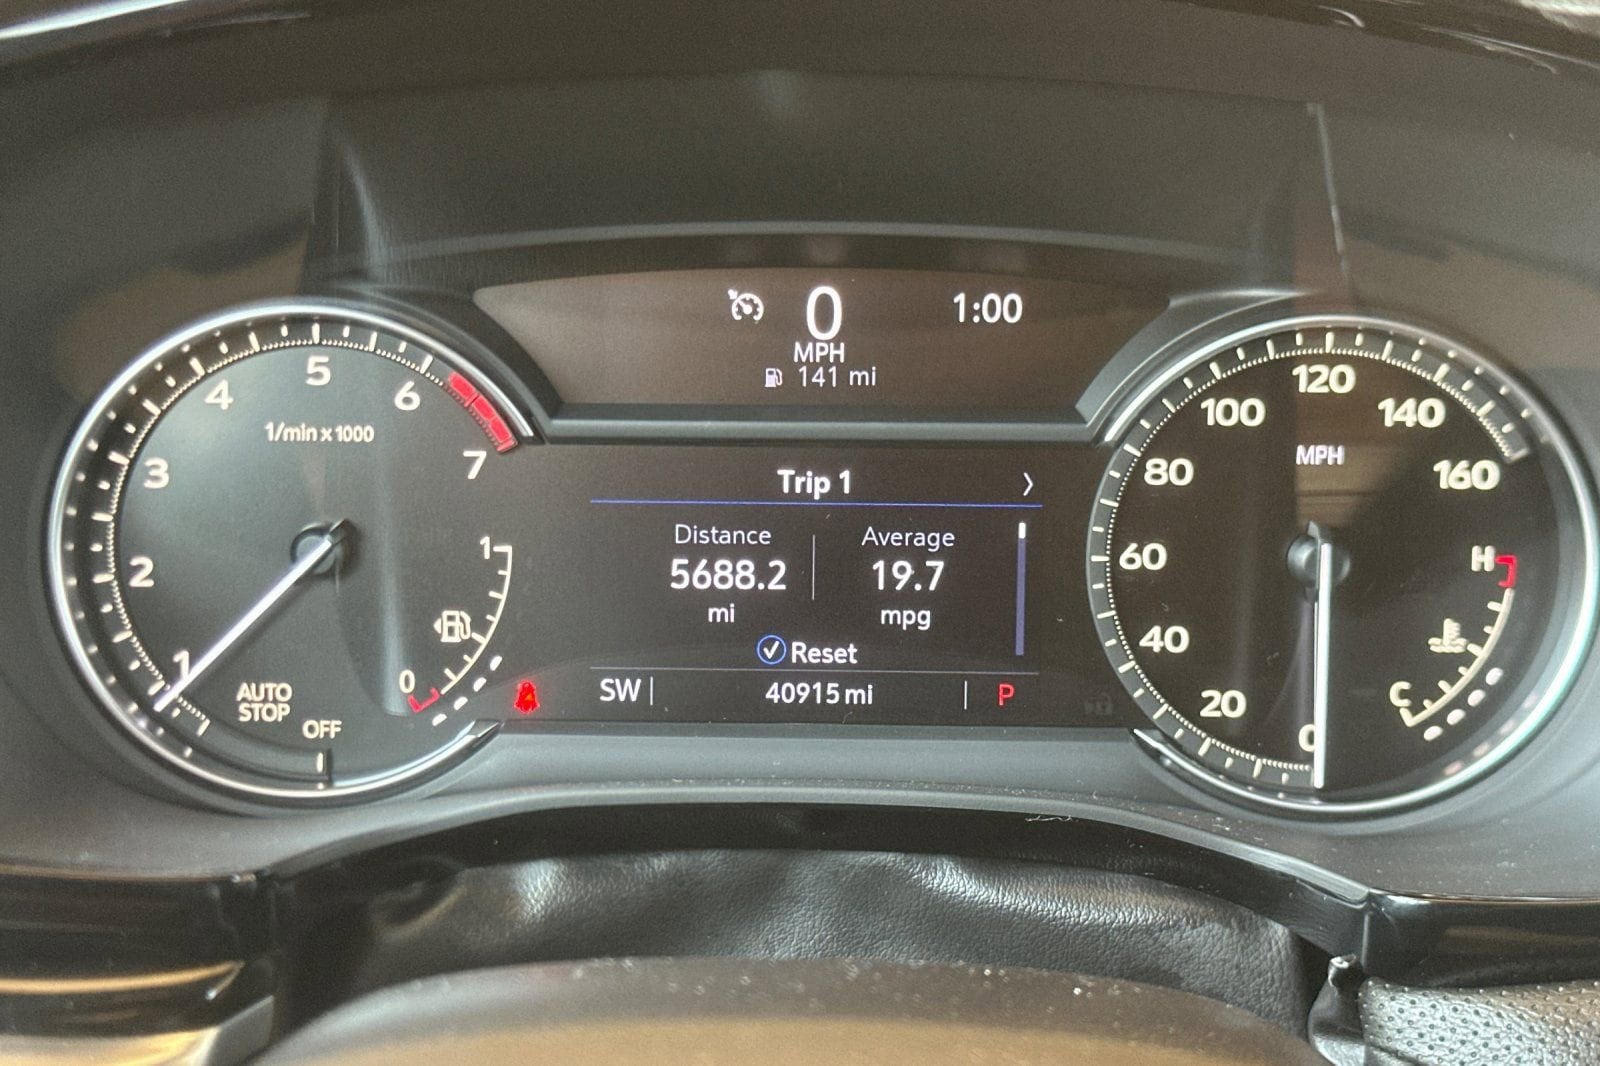 0
1:00
MPH
141 mi
1
2
3
4
5
6
7
1/min x 1000
AUTO
STOP
OFF
1
0
Trip 1
Distance
5688.2
mi
Average
19.7
mpg
Reset
SW
40915 mi
P
0
20
40
60
80
100
120
140
160
MPH
H
C